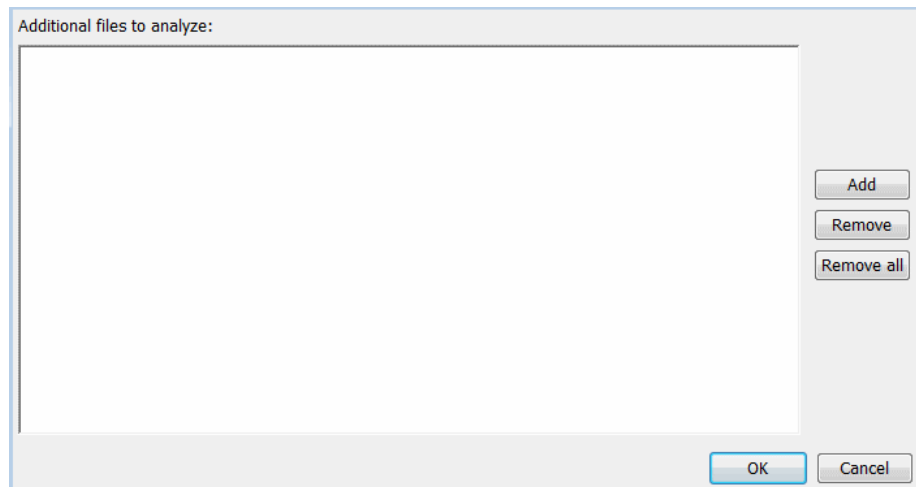 Additional files to analyze:
Add
Remove
Remove all
OK
Cancel